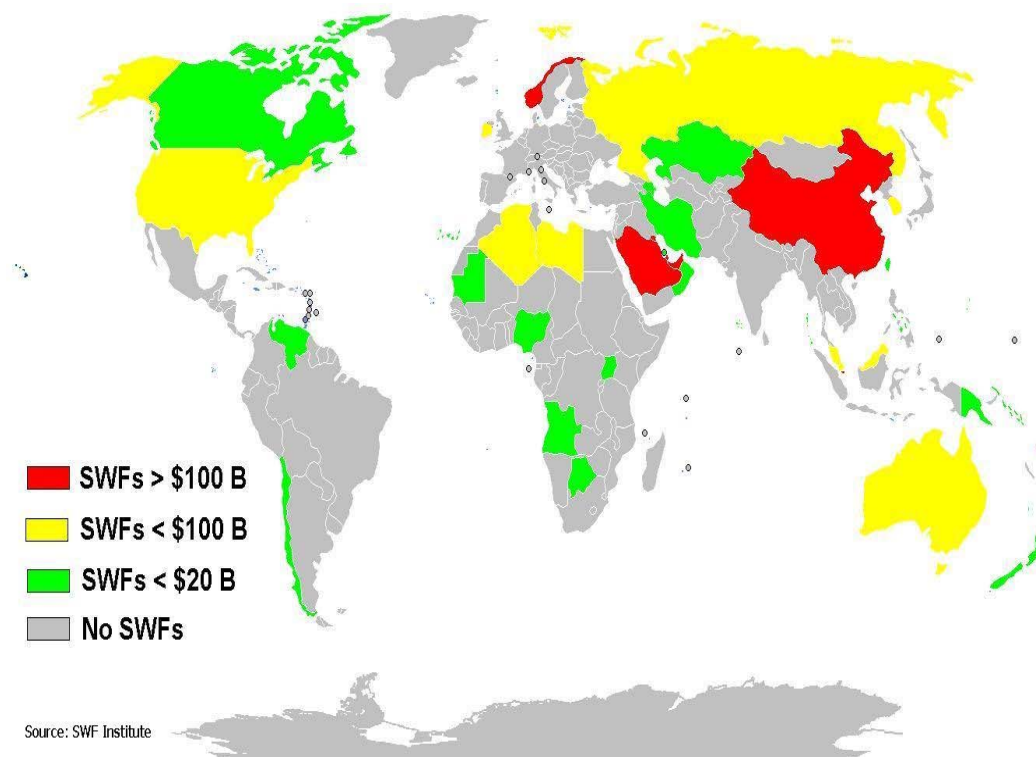 SWFs > $100 B
SWFs < $100 B
SWFs < $20 B
No SWFs
Source: SWF Institute